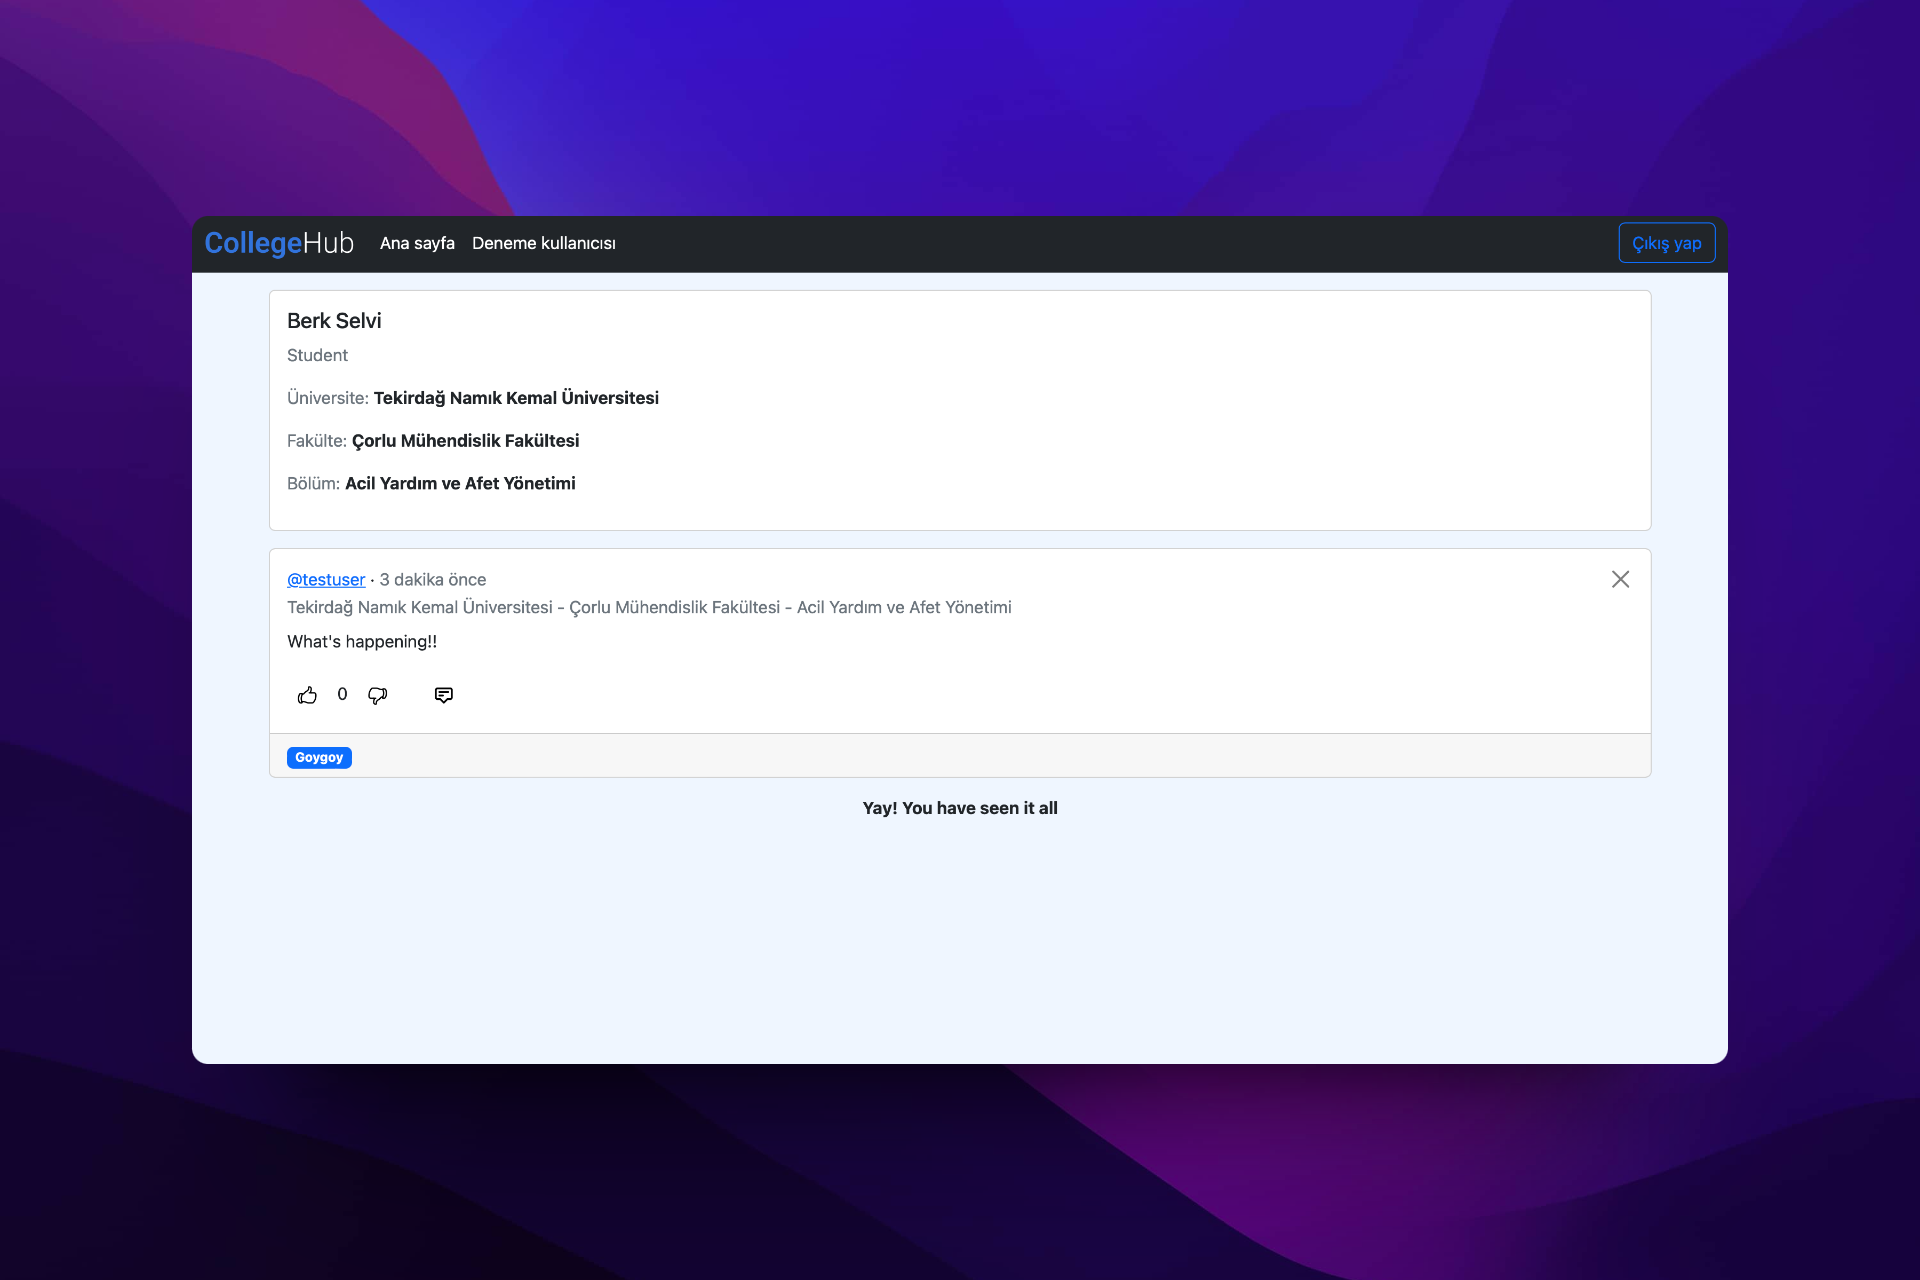 CollegeHub Ana sayfa Deneme kullanıcısı Çıkış yap
Berk Selvi
Student
Üniversite: Tekirdağ Namık Kemal Üniversitesi
Fakülte: Çorlu Mühendislik Fakültesi
Bölüm: Acil Yardım ve Afet Yönetimi
@testuser · 3 dakika önce
Tekirdağ Namık Kemal Üniversitesi - Çorlu Mühendislik Fakültesi - Acil Yardım ve Afet Yönetimi
What's happening!!
0
Goygoy
Yay! You have seen it all